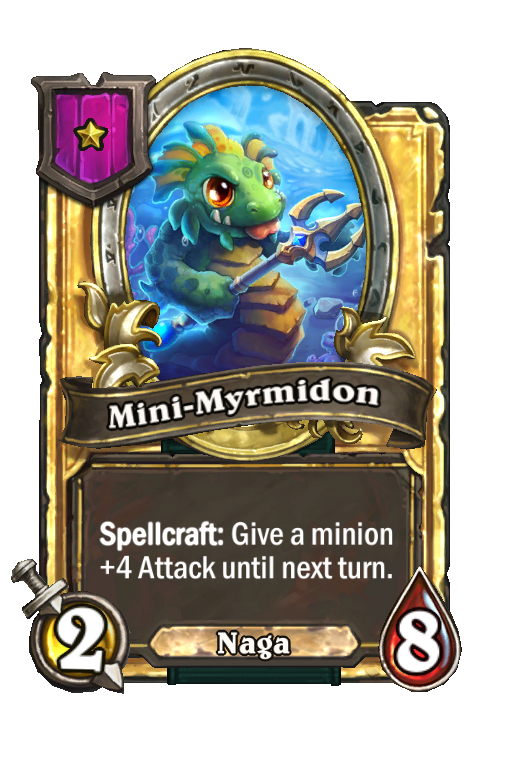 Mini-Myrmidon
Spellcraft: Give a minion
+4 Attack until next turn.
2
Naga
8